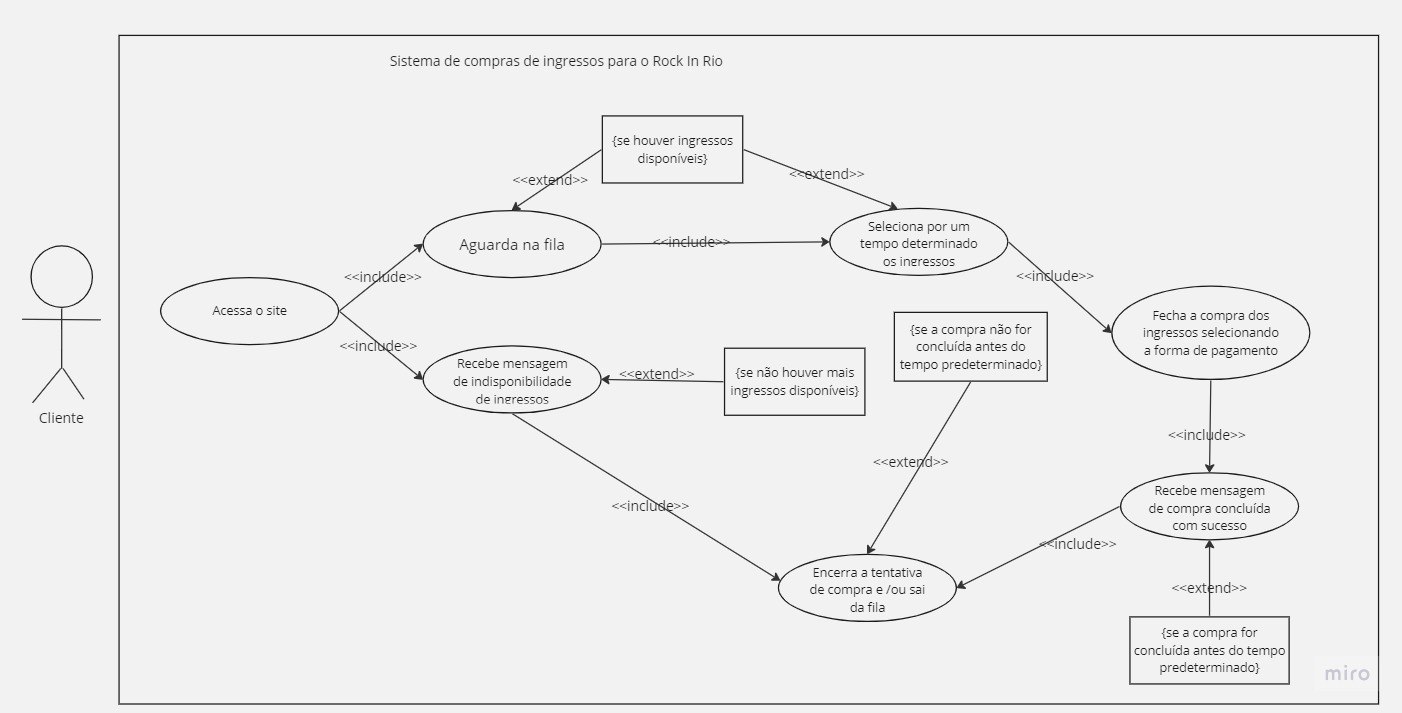 Sistema de compras de ingressos para o Rock In Rio
{se houver ingressos
disponíveis}
<<extend>>
<<extend>>
Aguarda na fila
<<include>>
Seleciona por um
tempo determinado
os ingressos
<<include>>
<<include>>
Acessa o site
<<include>>
Fecha a compra dos
ingressos selecionando
a forma de pagamento
{se a compra não for
concluída antes do
tempo predeterminado}
Recebe mensagem
de indisponibilidade
de ingressos
<<extend>>
{se não houver mais
ingressos disponíveis}
Cliente
<<include>>
<<extend>>
<<include>>
Recebe mensagem
de compra concluída
com sucesso
<<include>>
Encerra a tentativa
de compra e /ou sai
da fila
<<extend>>
{se a compra for
concluída antes do tempo
predeterminado}
miro